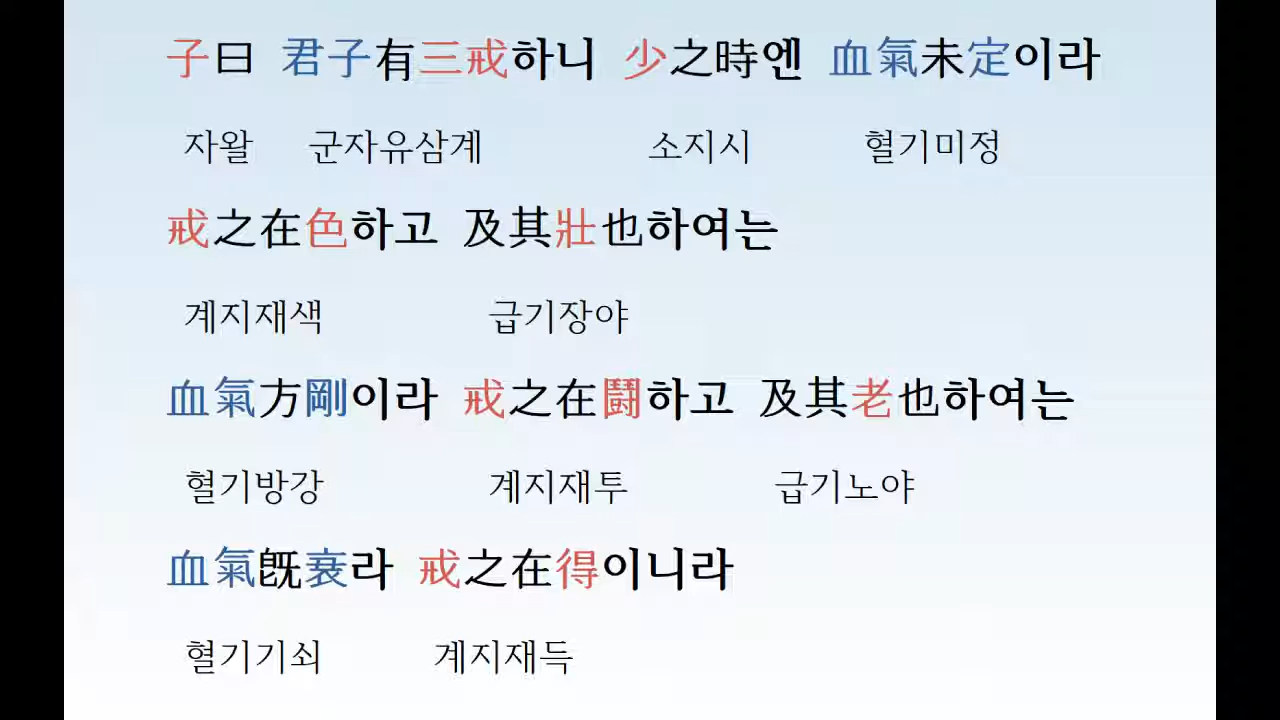 子曰 君子有三戒하니 少之時엔 血氣未定이라
자왈 군자유삼계 소지시 혈기미정
戒之在色하고 及其壯也하여는
계지재색 급기장야
血氣方剛이라 戒之在鬪하고 及其老也하여는
혈기방강 계지재투 급기노야
血氣旣衰라 戒之在得이니라
혈기기쇠 계지재득